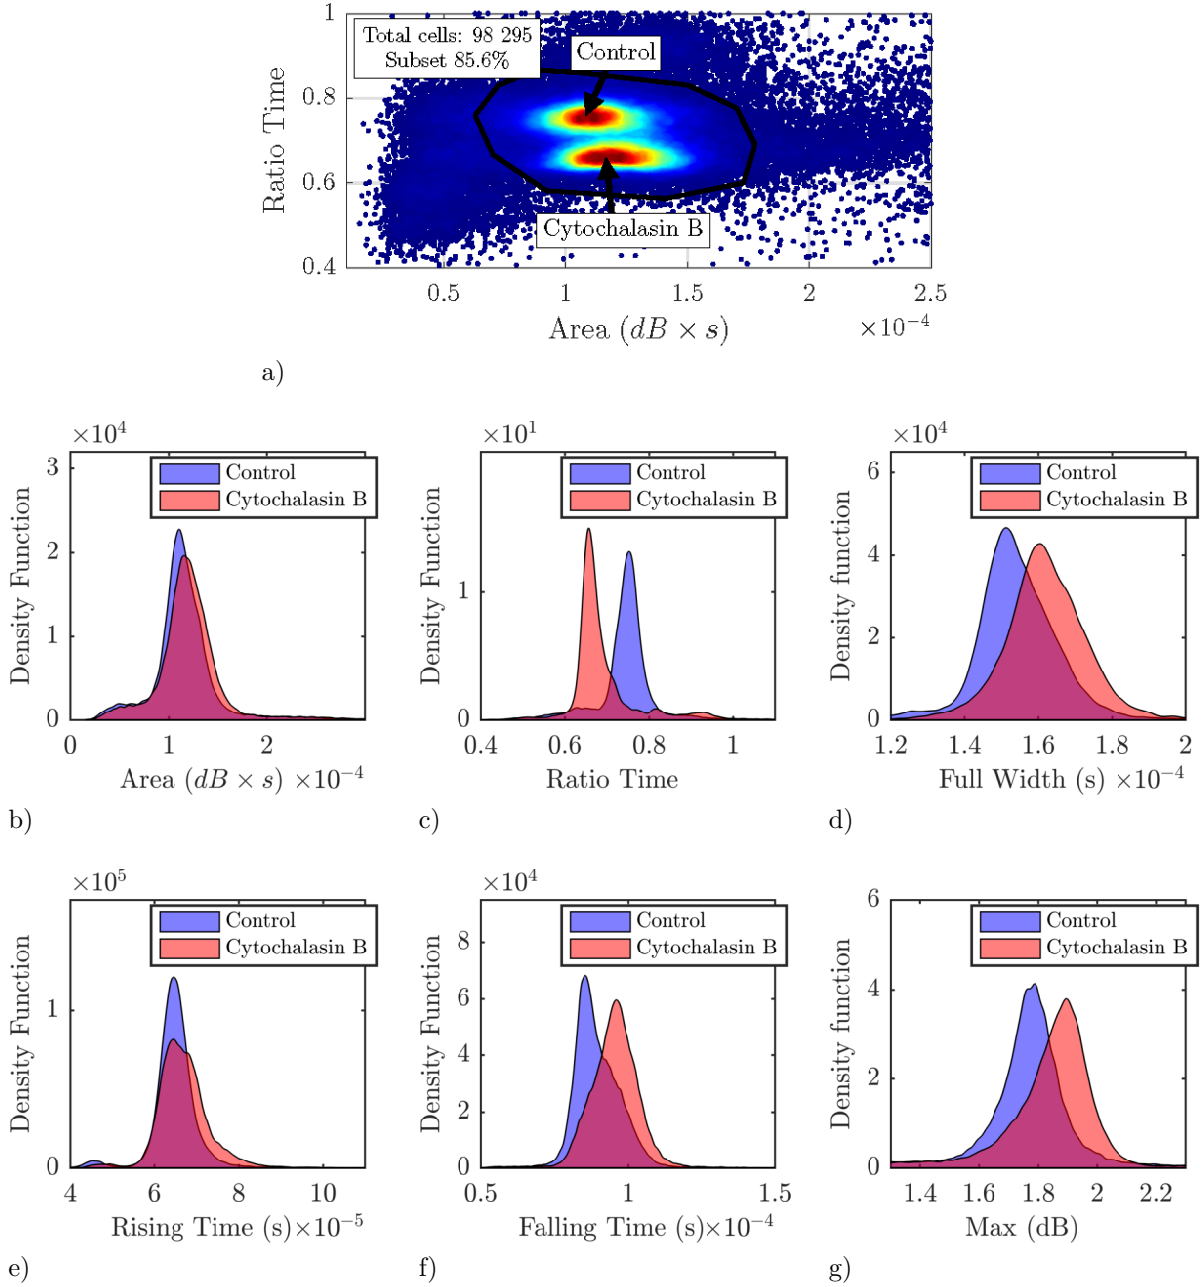 1
0.8
0.6
0.4
Ratio Time
Total cells: 98 295
Subset 85.6%
Control
Cytochalasin B
0.5 1 1.5 2 2.5
Area (dB × s) ×10⁻⁴
a)
×10⁴
3
2
1
0
Density Function
Control
Cytochalasin B
0 1 2
Area (dB × s) ×10⁻⁴
b)
×10¹
1
0
Density Function
Control
Cytochalasin B
0.4 0.6 0.8 1
Ratio Time
c)
×10⁴
6
4
2
0
Density function
Control
Cytochalasin B
1.2 1.4 1.6 1.8 2
Full Width (s) ×10⁻⁴
d)
×10⁵
1
0
Density Function
Control
Cytochalasin B
4 6 8 10
Rising Time (s)×10⁻⁵
e)
×10⁴
8
6
4
2
0
Density Function
Control
Cytochalasin B
0.5 1 1.5
Falling Time (s)×10⁻⁴
f)
6
4
2
0
Density function
Control
Cytochalasin B
1.4 1.6 1.8 2 2.2
Max (dB)
g)